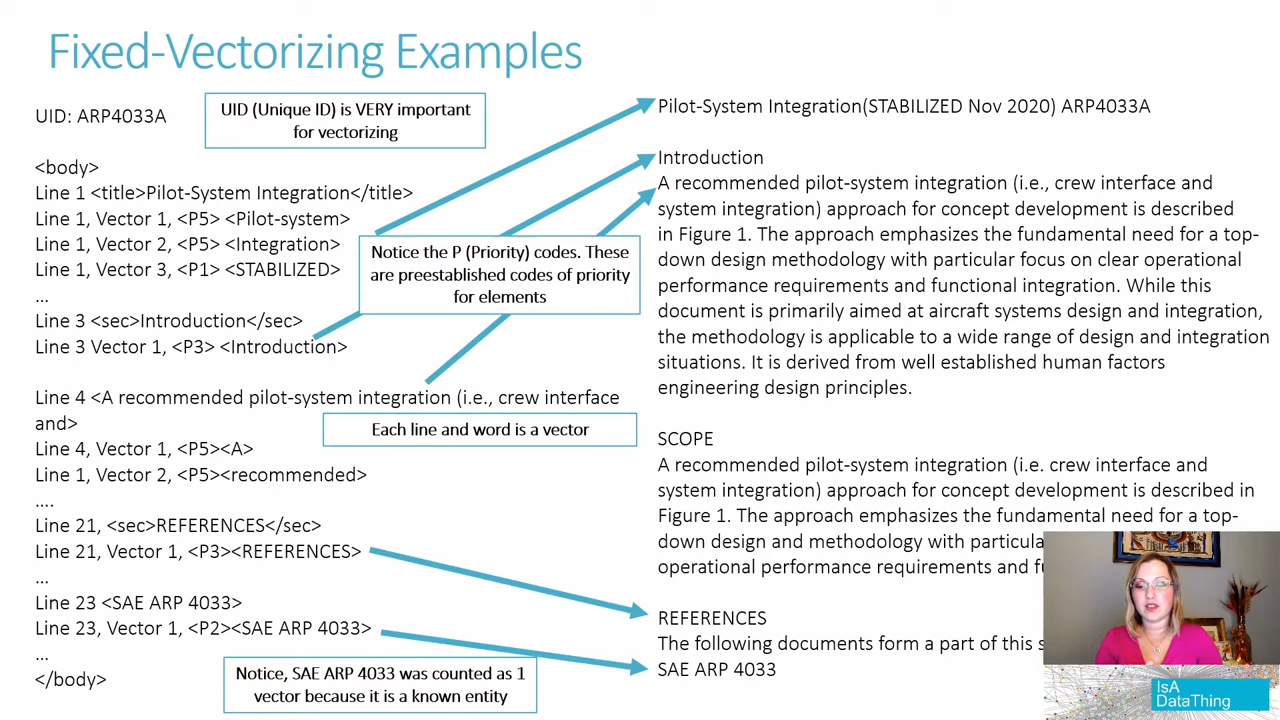 Fixed-Vectorizing Examples
UID: ARP4033A
UID (Unique ID) is VERY important
for vectorizing
<body>
Line 1 <title>Pilot-System Integration</title>
Line 1, Vector 1, <P5> <Pilot-system>
Line 1, Vector 2, <P5> <Integration>
Line 1, Vector 3, <P1> <STABILIZED>
...
Line 3 <sec>Introduction</sec>
Line 3 Vector 1, <P3> <Introduction>
Notice the P (Priority) codes. These
are preestablished codes of priority
for elements
Line 4 <A recommended pilot-system integration (i.e., crew interface
and>
Each line and word is a vector
Line 4, Vector 1, <P5><A>
Line 1, Vector 2, <P5><recommended>
....
Line 21, <sec>REFERENCES</sec>
Line 21, Vector 1, <P3><REFERENCES>
...
Line 23 <SAE ARP 4033>
Line 23, Vector 1, <P2><SAE ARP 4033>
...
</body>
Notice, SAE ARP 4033 was counted as 1
vector because it is a known entity
Pilot-System Integration(STABILIZED Nov 2020) ARP4033A
Introduction
A recommended pilot-system integration (i.e., crew interface and
system integration) approach for concept development is described
in Figure 1. The approach emphasizes the fundamental need for a top-
down design methodology with particular focus on clear operational
performance requirements and functional integration. While this
document is primarily aimed at aircraft systems design and integration,
the methodology is applicable to a wide range of design and integration
situations. It is derived from well established human factors
engineering design principles.
SCOPE
A recommended pilot-system integration (i.e. crew interface and
system integration) approach for concept development is described in
Figure 1. The approach emphasizes the fundamental need for a top-
down design and methodology with particula
operational performance requirements and fu
REFERENCES
The following documents form a part of this s
SAE ARP 4033
IsA
DataThing